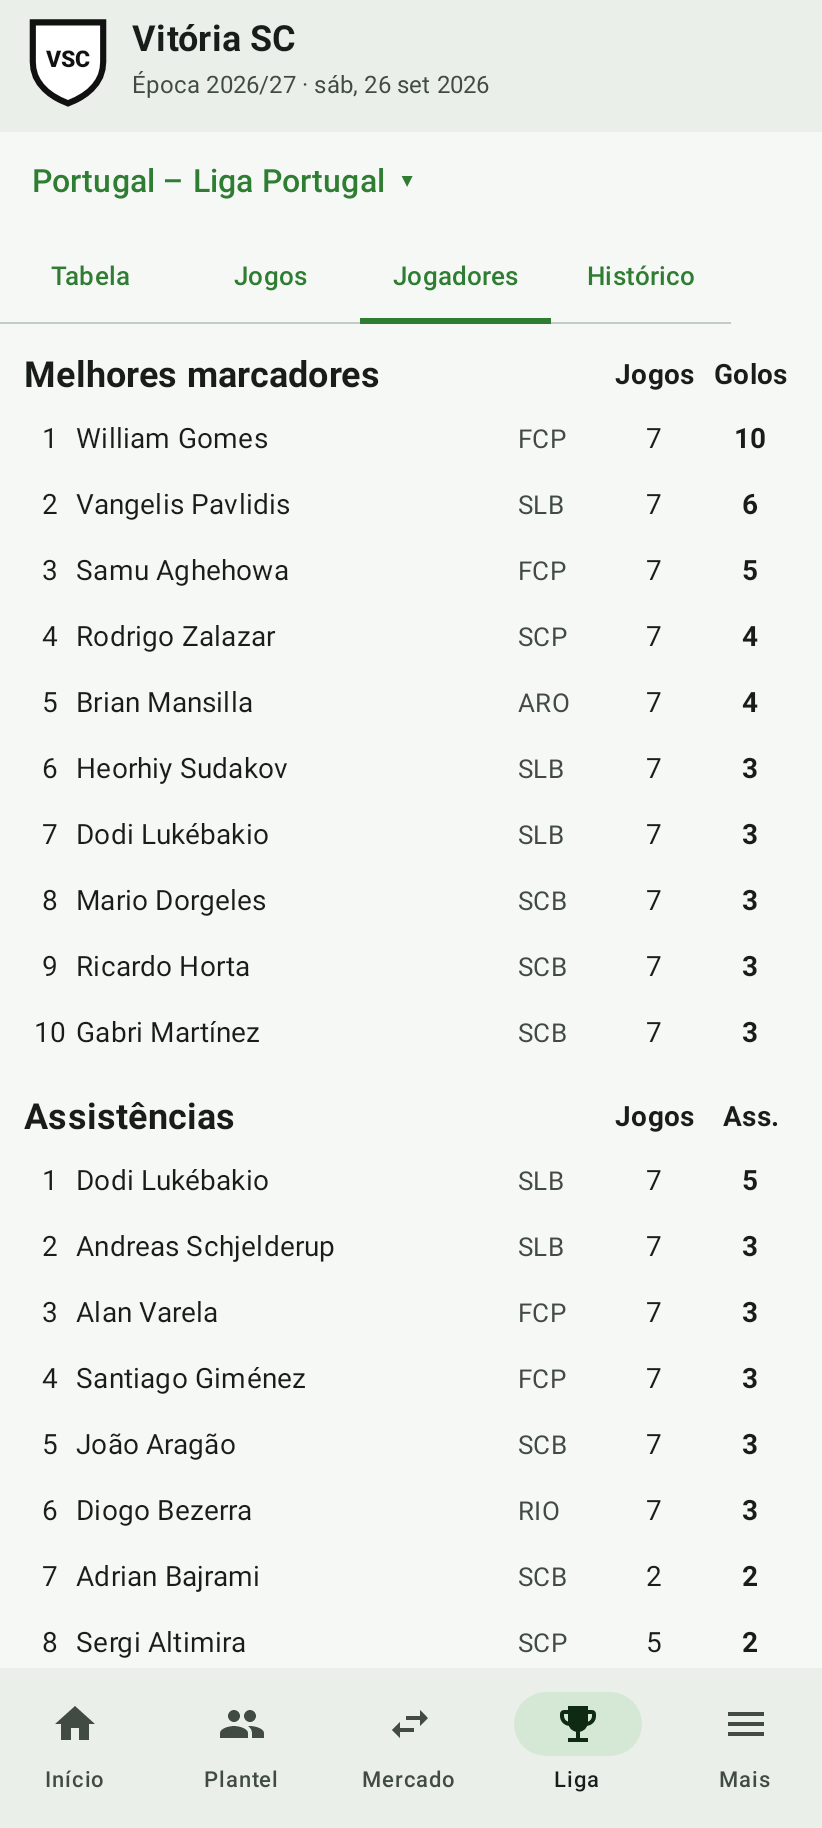 VSC
Vitória SC
Época 2026/27 · sáb, 26 set 2026
Portugal – Liga Portugal ▼
Tabela Jogos Jogadores Histórico
Melhores marcadores Jogos Golos
1 William Gomes FCP 7 10
2 Vangelis Pavlidis SLB 7 6
3 Samu Aghehowa FCP 7 5
4 Rodrigo Zalazar SCP 7 4
5 Brian Mansilla ARO 7 4
6 Heorhiy Sudakov SLB 7 3
7 Dodi Lukébakio SLB 7 3
8 Mario Dorgeles SCB 7 3
9 Ricardo Horta SCB 7 3
10 Gabri Martínez SCB 7 3
Assistências Jogos Ass.
1 Dodi Lukébakio SLB 7 5
2 Andreas Schjelderup SLB 7 3
3 Alan Varela FCP 7 3
4 Santiago Giménez FCP 7 3
5 João Aragão SCB 7 3
6 Diogo Bezerra RIO 7 3
7 Adrian Bajrami SCB 2 2
8 Sergi Altimira SCP 5 2
Início Plantel Mercado Liga Mais